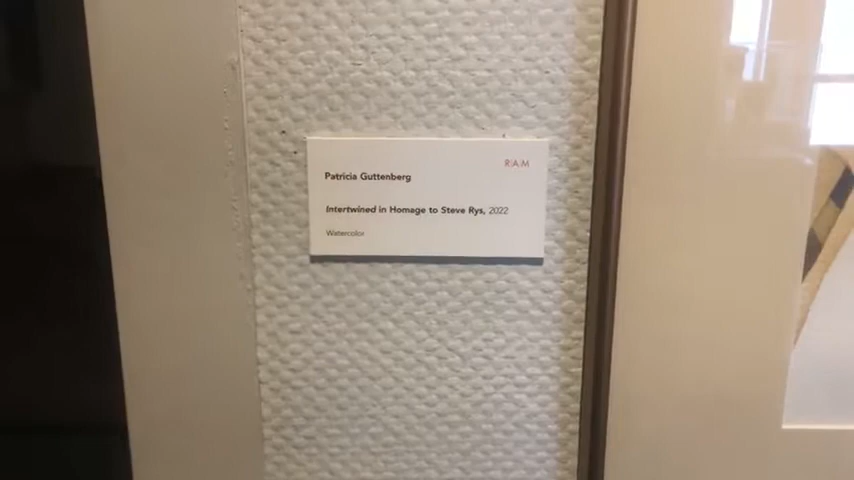 RAM
Patricia Guttenberg
Intertwined in Homage to Steve Rys, 2022
Watercolor